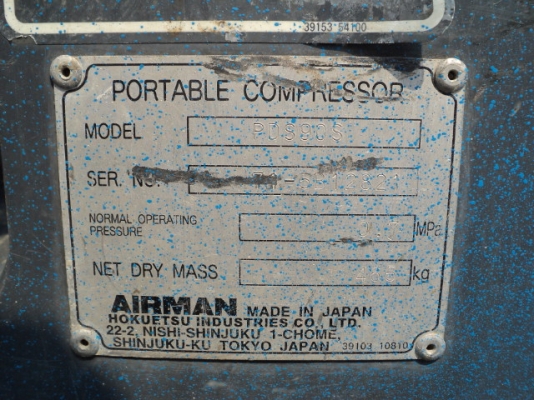 39153 54100
PORTABLE COMPRESSOR
MODEL
SER. NO.
NORMAL OPERATING
PRESSURE
MPa
NET DRY MASS
kg
AIRMAN MADE IN JAPAN
HOKUETSU INDUSTRIES CO., LTD.
22-2, NISHI-SHINJUKU 1-CHOME,
SHINJUKU-KU TOKYO JAPAN
39103 10810